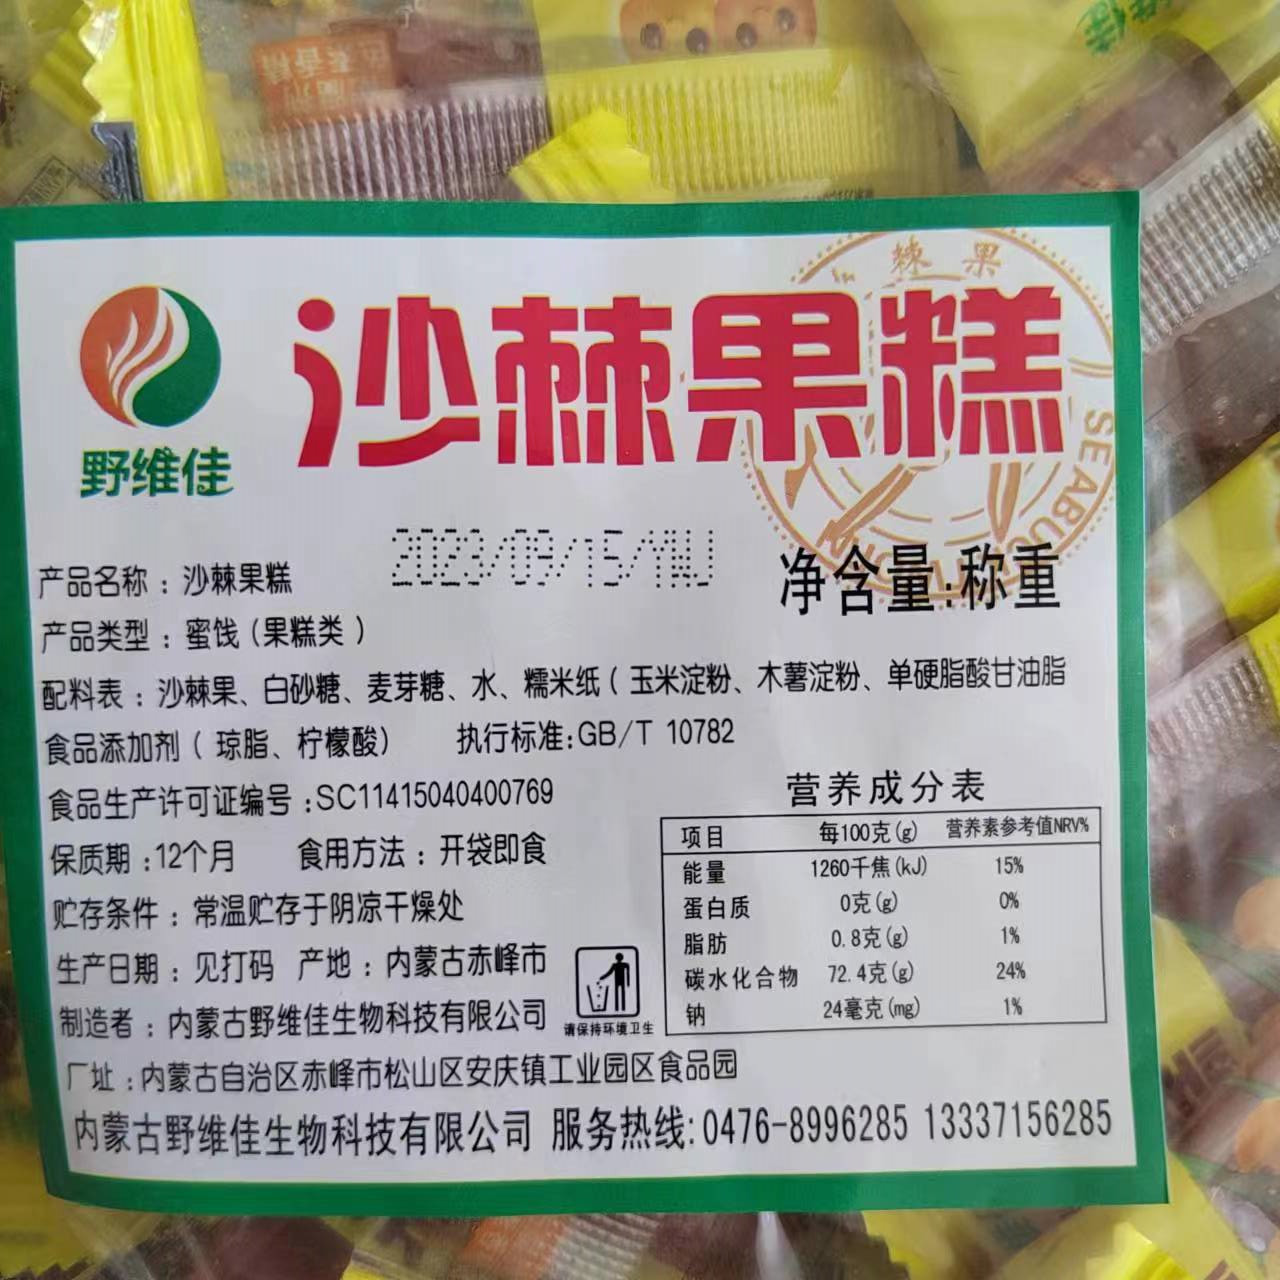 棘果
沙棘果糕
野维佳
SEABU
2023/09/15/YWJ
净含量:称重
产品名称：沙棘果糕
产品类型：蜜饯（果糕类）
配料表：沙棘果、白砂糖、麦芽糖、水、糯米纸（玉米淀粉、木薯淀粉、单硬脂酸甘油脂
食品添加剂（琼脂、柠檬酸） 执行标准:GB/T 10782
食品生产许可证编号:SC11415040400769
保质期:12个月 食用方法：开袋即食
贮存条件：常温贮存于阴凉干燥处
生产日期：见打码 产地：内蒙古赤峰市
制造者：内蒙古野维佳生物科技有限公司
请保持环境卫生
营养成分表
项目 每100克(g) 营养素参考值NRV%
能量 1260千焦(kJ) 15%
蛋白质 0克(g) 0%
脂肪 0.8克(g) 1%
碳水化合物 72.4克(g) 24%
钠 24毫克(mg) 1%
厂址:内蒙古自治区赤峰市松山区安庆镇工业园区食品园
内蒙古野维佳生物科技有限公司 服务热线:0476-8996285 13337156285